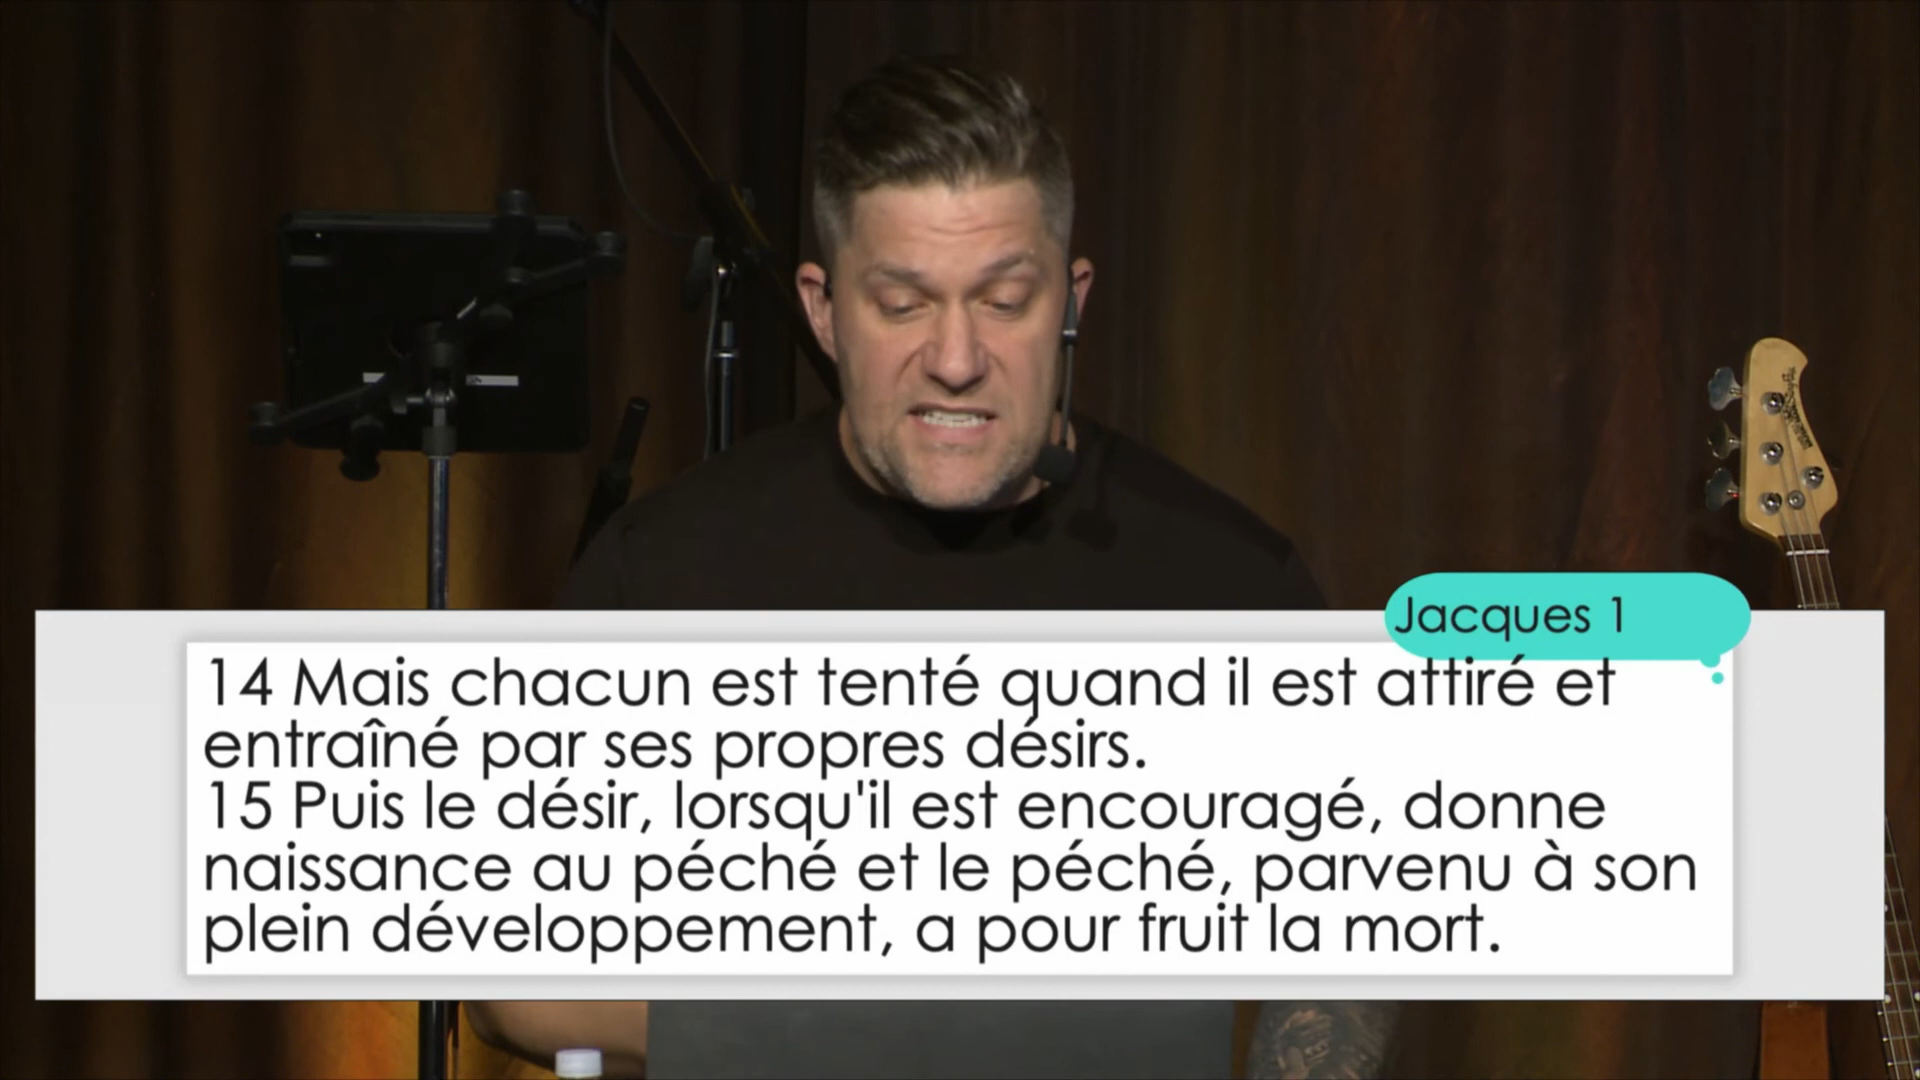 Jacques 1
14 Mais chacun est tenté quand il est attiré et
entraîné par ses propres désirs.
15 Puis le désir, lorsqu'il est encouragé, donne
naissance au péché et le péché, parvenu à son
plein développement, a pour fruit la mort.